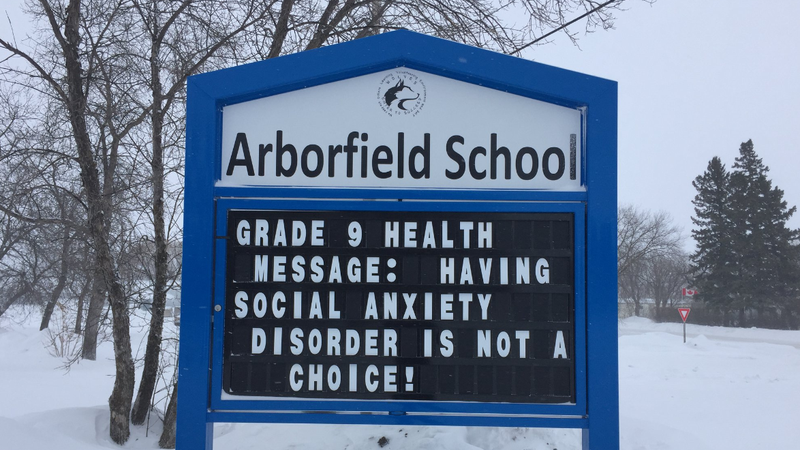 Arborfield School
GRADE 9 HEALTH
MESSAGE: HAVING
SOCIAL ANXIETY
DISORDER IS NOT A
CHOICE!